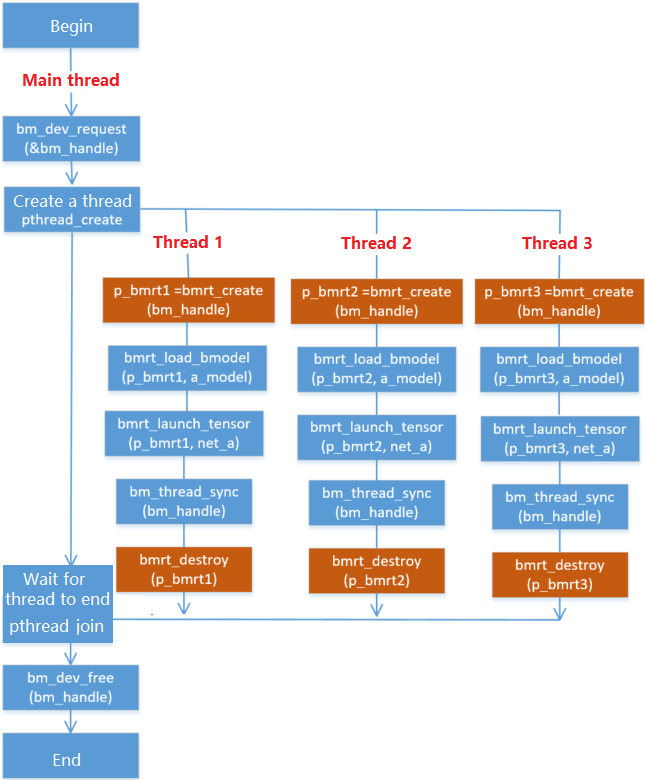 Begin
Main thread
bm_dev_request
(&bm_handle)
Create a thread
pthread_create
Thread 1
Thread 2
Thread 3
p_bmrt1 =bmrt_create
(bm_handle)
p_bmrt2 =bmrt_create
(bm_handle)
p_bmrt3 =bmrt_create
(bm_handle)
bmrt_load_bmodel
(p_bmrt1, a_model)
bmrt_load_bmodel
(p_bmrt2, a_model)
bmrt_load_bmodel
(p_bmrt3, a_model)
bmrt_launch_tensor
(p_bmrt1, net_a)
bmrt_launch_tensor
(p_bmrt2, net_a)
bmrt_launch_tensor
(p_bmrt3, net_a)
bm_thread_sync
(bm_handle)
bm_thread_sync
(bm_handle)
bm_thread_sync
(bm_handle)
bmrt_destroy
(p_bmrt1)
bmrt_destroy
(p_bmrt2)
bmrt_destroy
(p_bmrt3)
Wait for
thread to end
pthread join
bm_dev_free
(bm_handle)
End